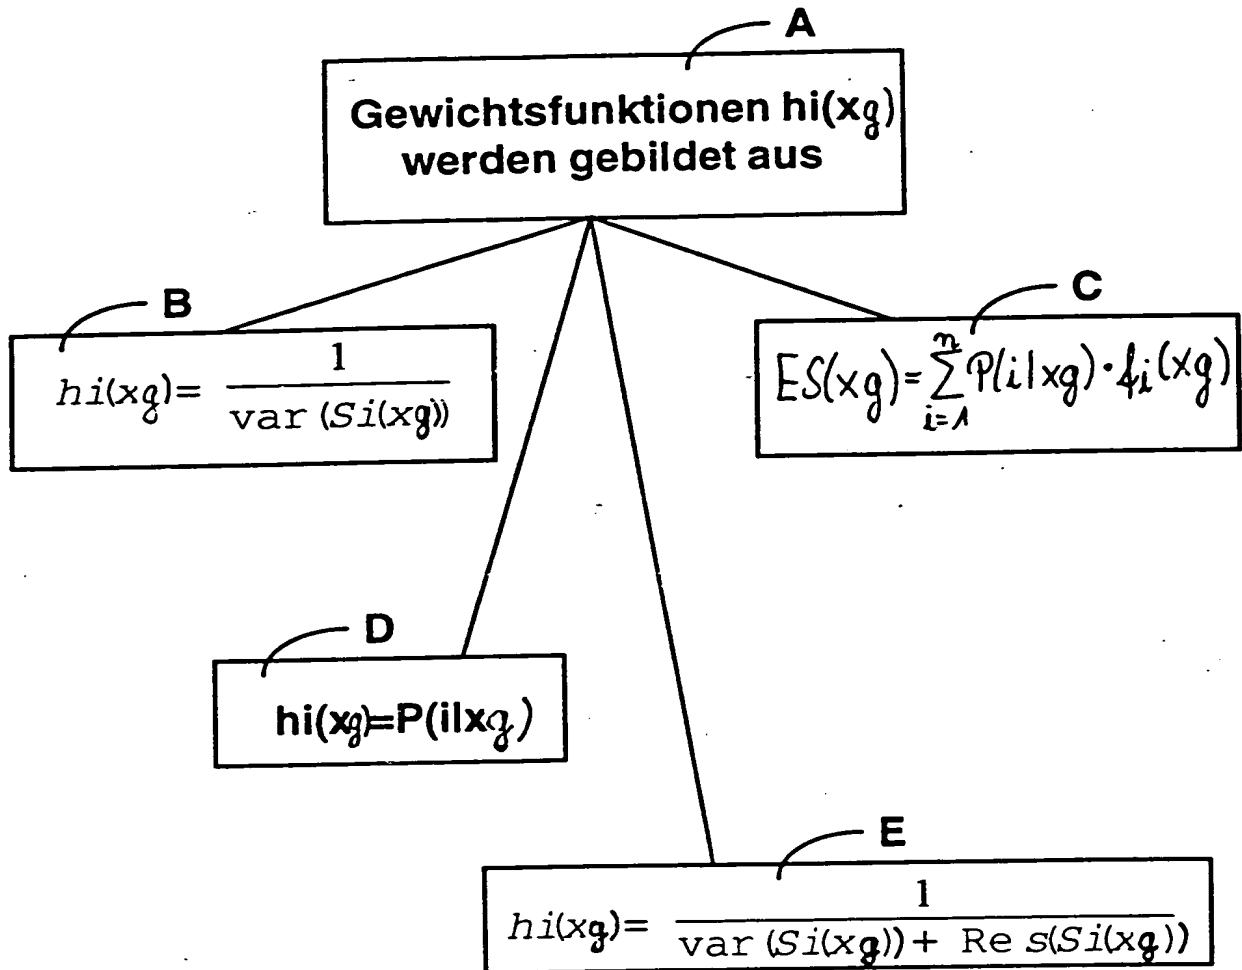 A
Gewichtsfunktionen hi(xg)
werden gebildet aus
B
hi(xg)= 1 / var (Si(xg))
C
ES(xg)= ∑ i=1 n P(i|xg)·fi(xg)
D
hi(xg)=P(i|xg)
E
hi(xg)= 1 / var (Si(xg))+ Re s(Si(xg))